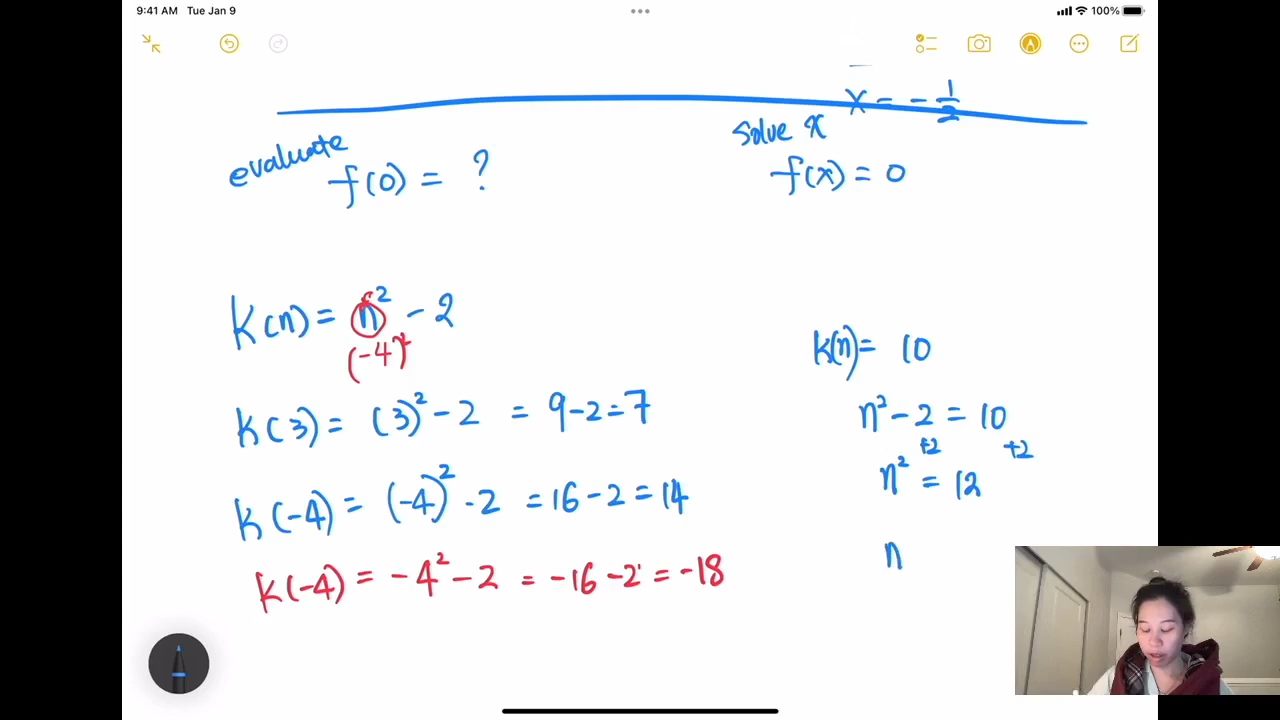 9:41 AM Tue Jan 9
100%
x = - 1/2
evaluate
f(0) = ?
solve x
f(x) = 0
k(n) = n² - 2
(-4)²
k(3) = (3)² - 2 = 9 - 2 = 7
k(-4) = (-4)² - 2 = 16 - 2 = 14
k(-4) = -4² - 2 = -16 - 2 = -18
k(n) = 10
n² - 2 = 10
+2 +2
n² = 12
n